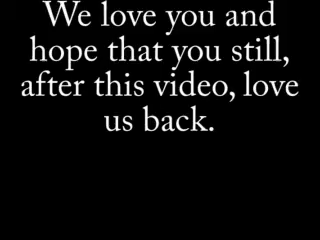 We love you and
hope that you still,
after this video, love
us back.